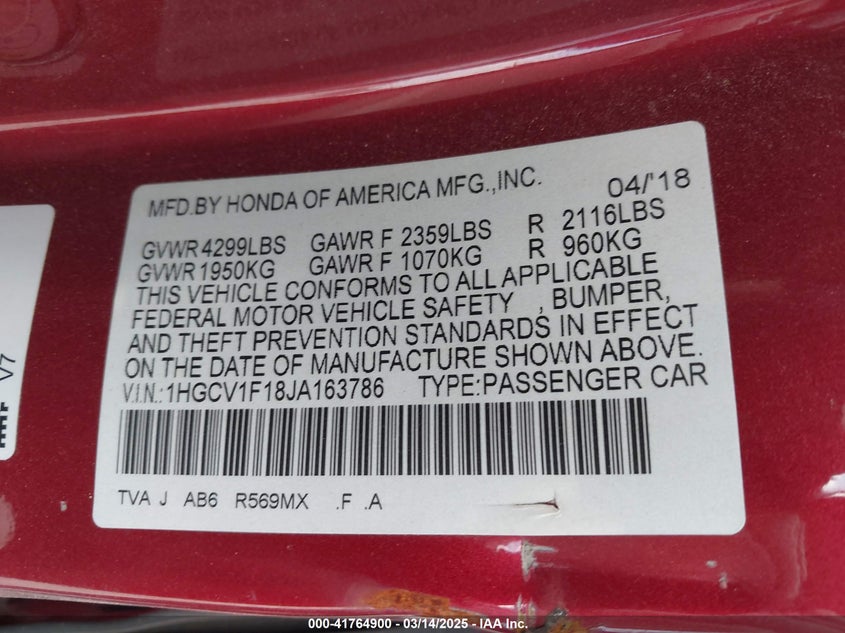 MFD.BY HONDA OF AMERICA MFG.,INC. 04/'18
GVWR 4299LBS GAWR F 2359LBS R 2116LBS
GVWR 1950KG GAWR F 1070KG R 960KG
THIS VEHICLE CONFORMS TO ALL APPLICABLE
FEDERAL MOTOR VEHICLE SAFETY , BUMPER,
AND THEFT PREVENTION STANDARDS IN EFFECT
ON THE DATE OF MANUFACTURE SHOWN ABOVE.
V.I.N.: 1HGCV1F18JA163786 TYPE:PASSENGER CAR
TVA J AB6 R569MX .F .A
V7
000-41764900 - 03/14/2025 - IAA